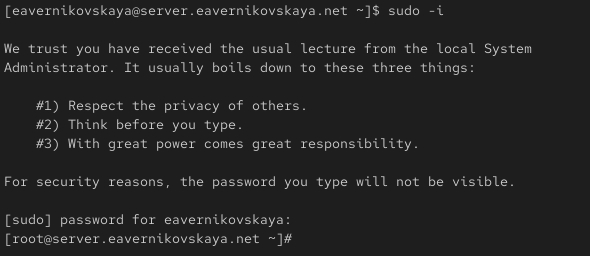 [eavernikovskaya@server.eavernikovskaya.net ~]$ sudo -i
We trust you have received the usual lecture from the local System
Administrator. It usually boils down to these three things:
#1) Respect the privacy of others.
#2) Think before you type.
#3) With great power comes great responsibility.
For security reasons, the password you type will not be visible.
[sudo] password for eavernikovskaya:
[root@server.eavernikovskaya.net ~]#